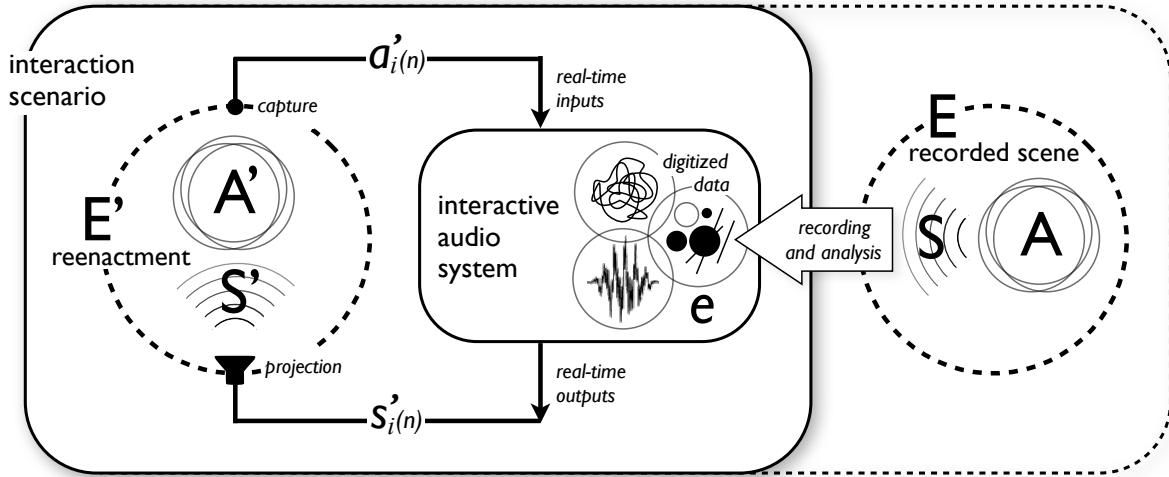 interaction
scenario
a'i(n)
capture
real-time
inputs
A'
E'
reenactment
S'
projection
s'i(n)
real-time
outputs
interactive
audio
system
digitized
data
e
recording
and analysis
E
recorded scene
S
A